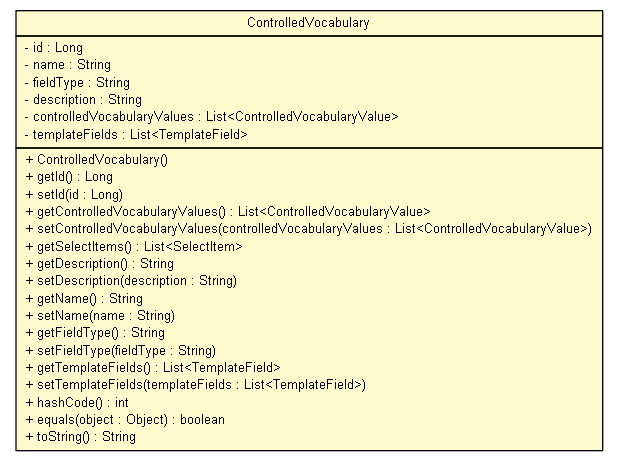 ControlledVocabulary
- id : Long
- name : String
- fieldType : String
- description : String
- controlledVocabularyValues : List<ControlledVocabularyValue>
- templateFields : List<TemplateField>
+ ControlledVocabulary()
+ getId() : Long
+ setId(id : Long)
+ getControlledVocabularyValues() : List<ControlledVocabularyValue>
+ setControlledVocabularyValues(controlledVocabularyValues : List<ControlledVocabularyValue>)
+ getSelectItems() : List<SelectItem>
+ getDescription() : String
+ setDescription(description : String)
+ getName() : String
+ setName(name : String)
+ getFieldType() : String
+ setFieldType(fieldType : String)
+ getTemplateFields() : List<TemplateField>
+ setTemplateFields(templateFields : List<TemplateField>)
+ hashCode() : int
+ equals(object : Object) : boolean
+ toString() : String